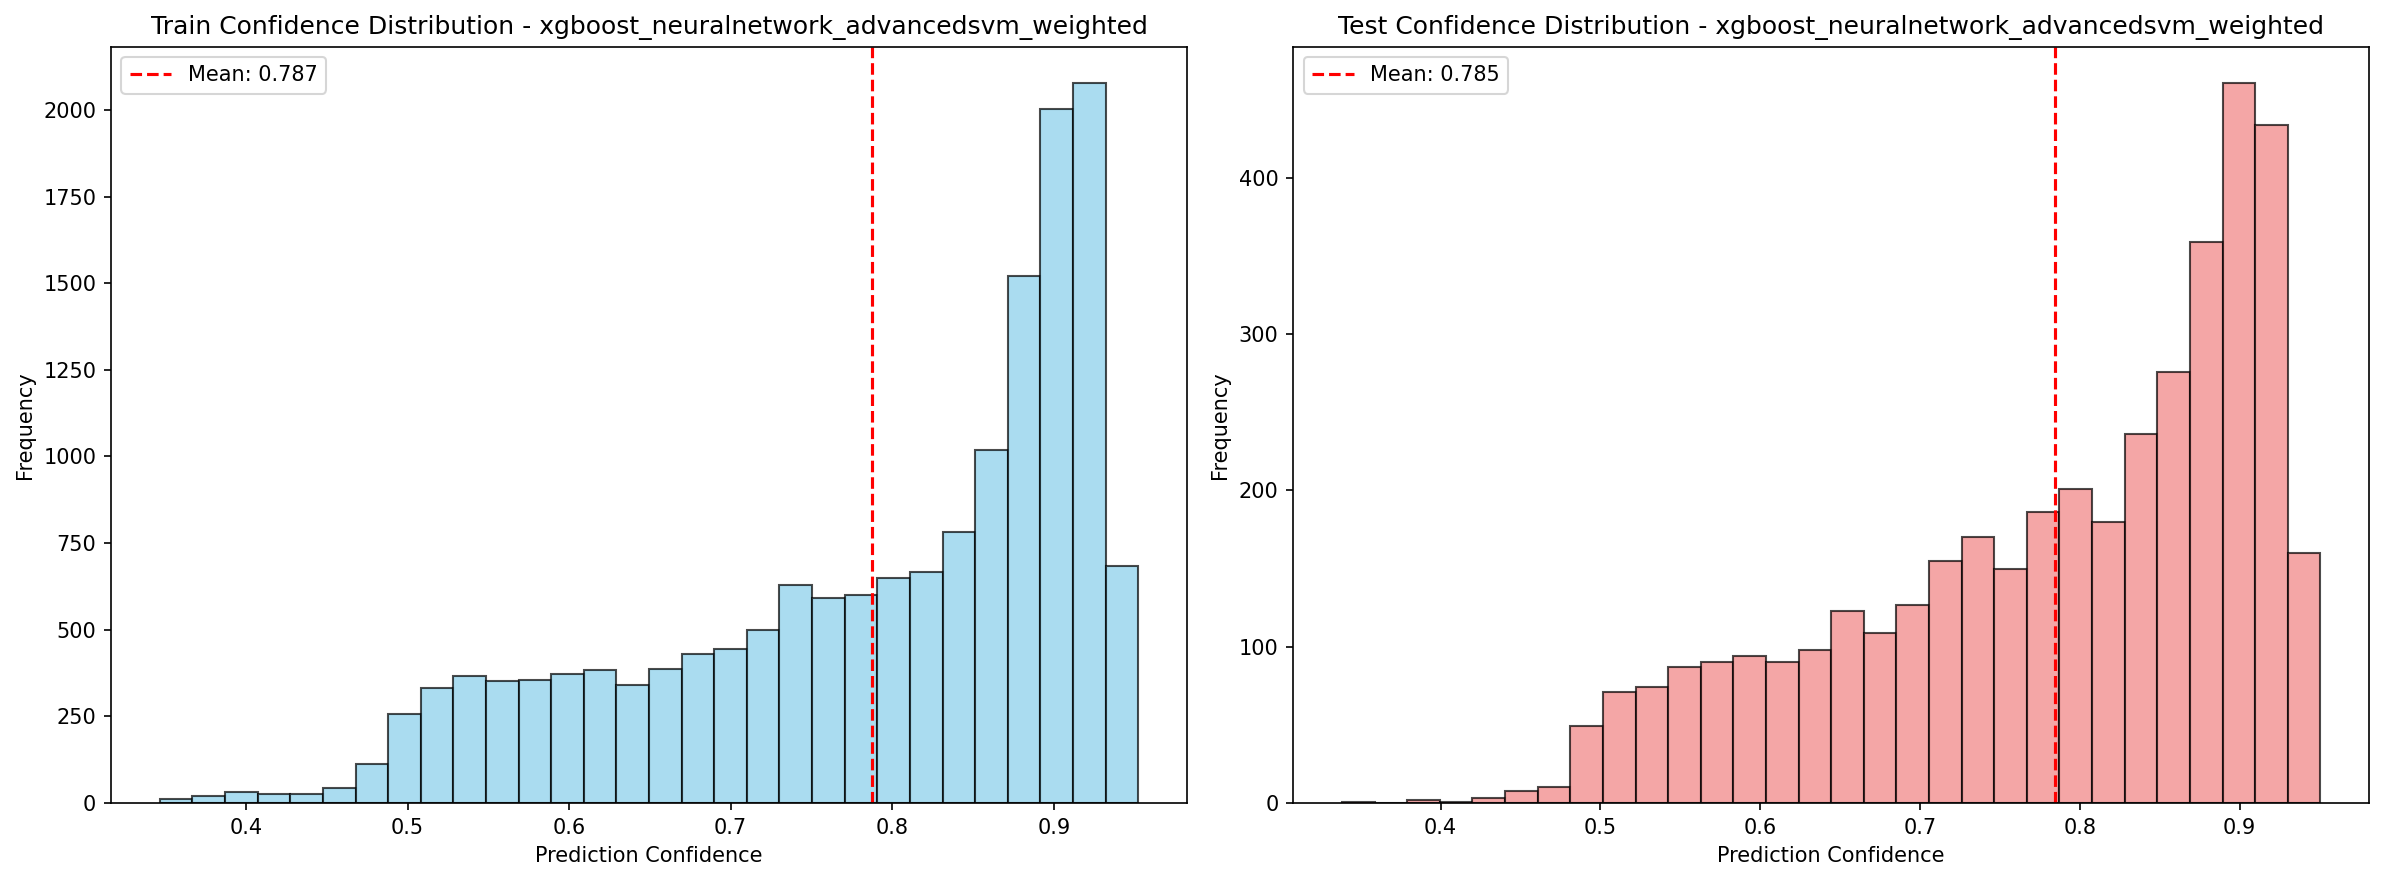 Train Confidence Distribution - xgboost_neuralnetwork_advancedsvm_weighted
Mean: 0.787
Frequency
2000
1750
1500
1250
1000
750
500
250
0
0.4 0.5 0.6 0.7 0.8 0.9
Prediction Confidence
Test Confidence Distribution - xgboost_neuralnetwork_advancedsvm_weighted
Mean: 0.785
Frequency
400
300
200
100
0
0.4 0.5 0.6 0.7 0.8 0.9
Prediction Confidence